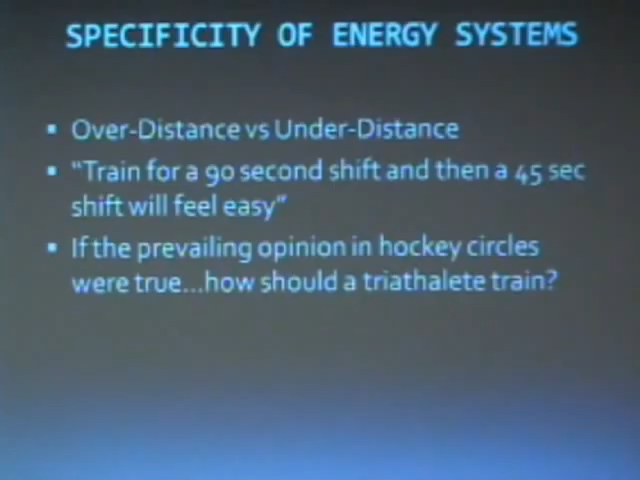 SPECIFICITY OF ENERGY SYSTEMS
▪ Over-Distance vs Under-Distance
▪ “Train for a 90 second shift and then a 45 sec
shift will feel easy”
▪ If the prevailing opinion in hockey circles
were true...how should a triathalete train?